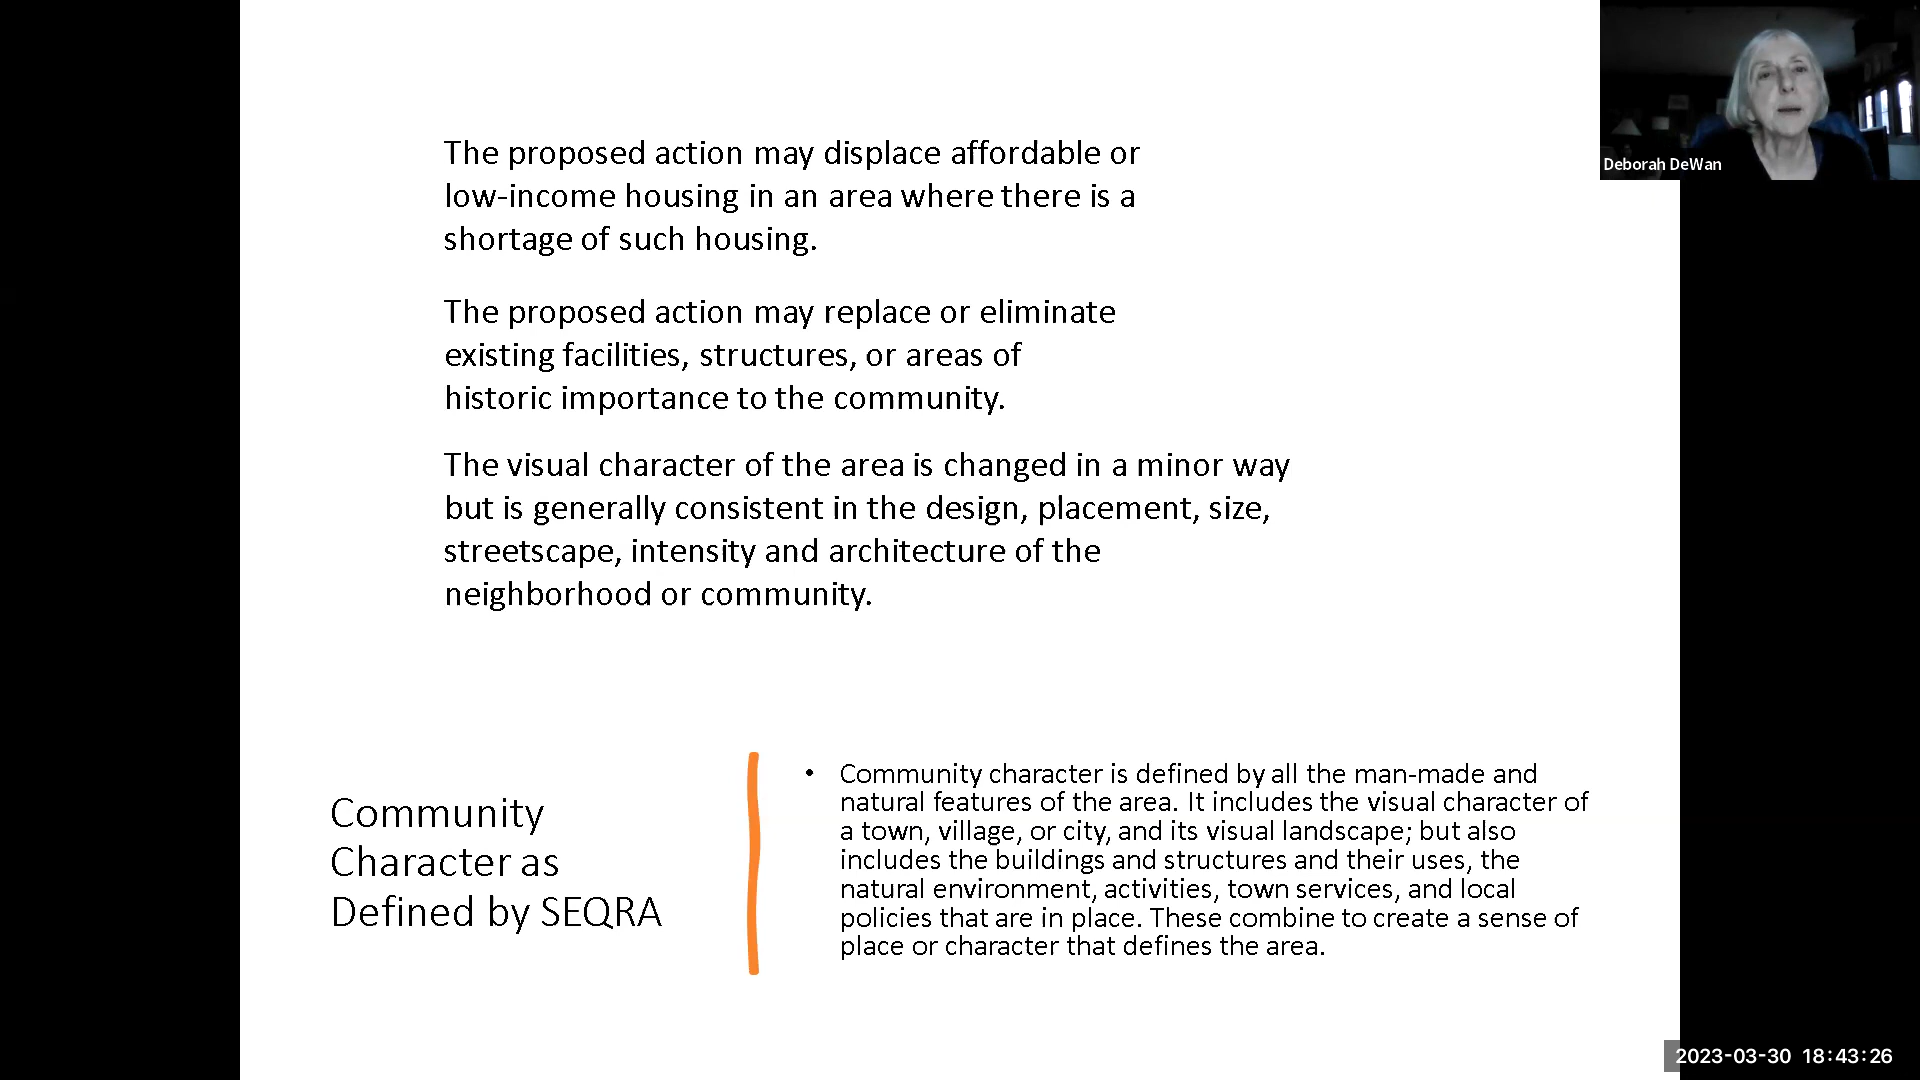 The proposed action may displace affordable or
low-income housing in an area where there is a
shortage of such housing.
The proposed action may replace or eliminate
existing facilities, structures, or areas of
historic importance to the community.
The visual character of the area is changed in a minor way
but is generally consistent in the design, placement, size,
streetscape, intensity and architecture of the
neighborhood or community.
Community
Character as
Defined by SEQRA
• Community character is defined by all the man-made and
natural features of the area. It includes the visual character of
a town, village, or city, and its visual landscape; but also
includes the buildings and structures and their uses, the
natural environment, activities, town services, and local
policies that are in place. These combine to create a sense of
place or character that defines the area.
Deborah DeWan
2023-03-30 18:43:26